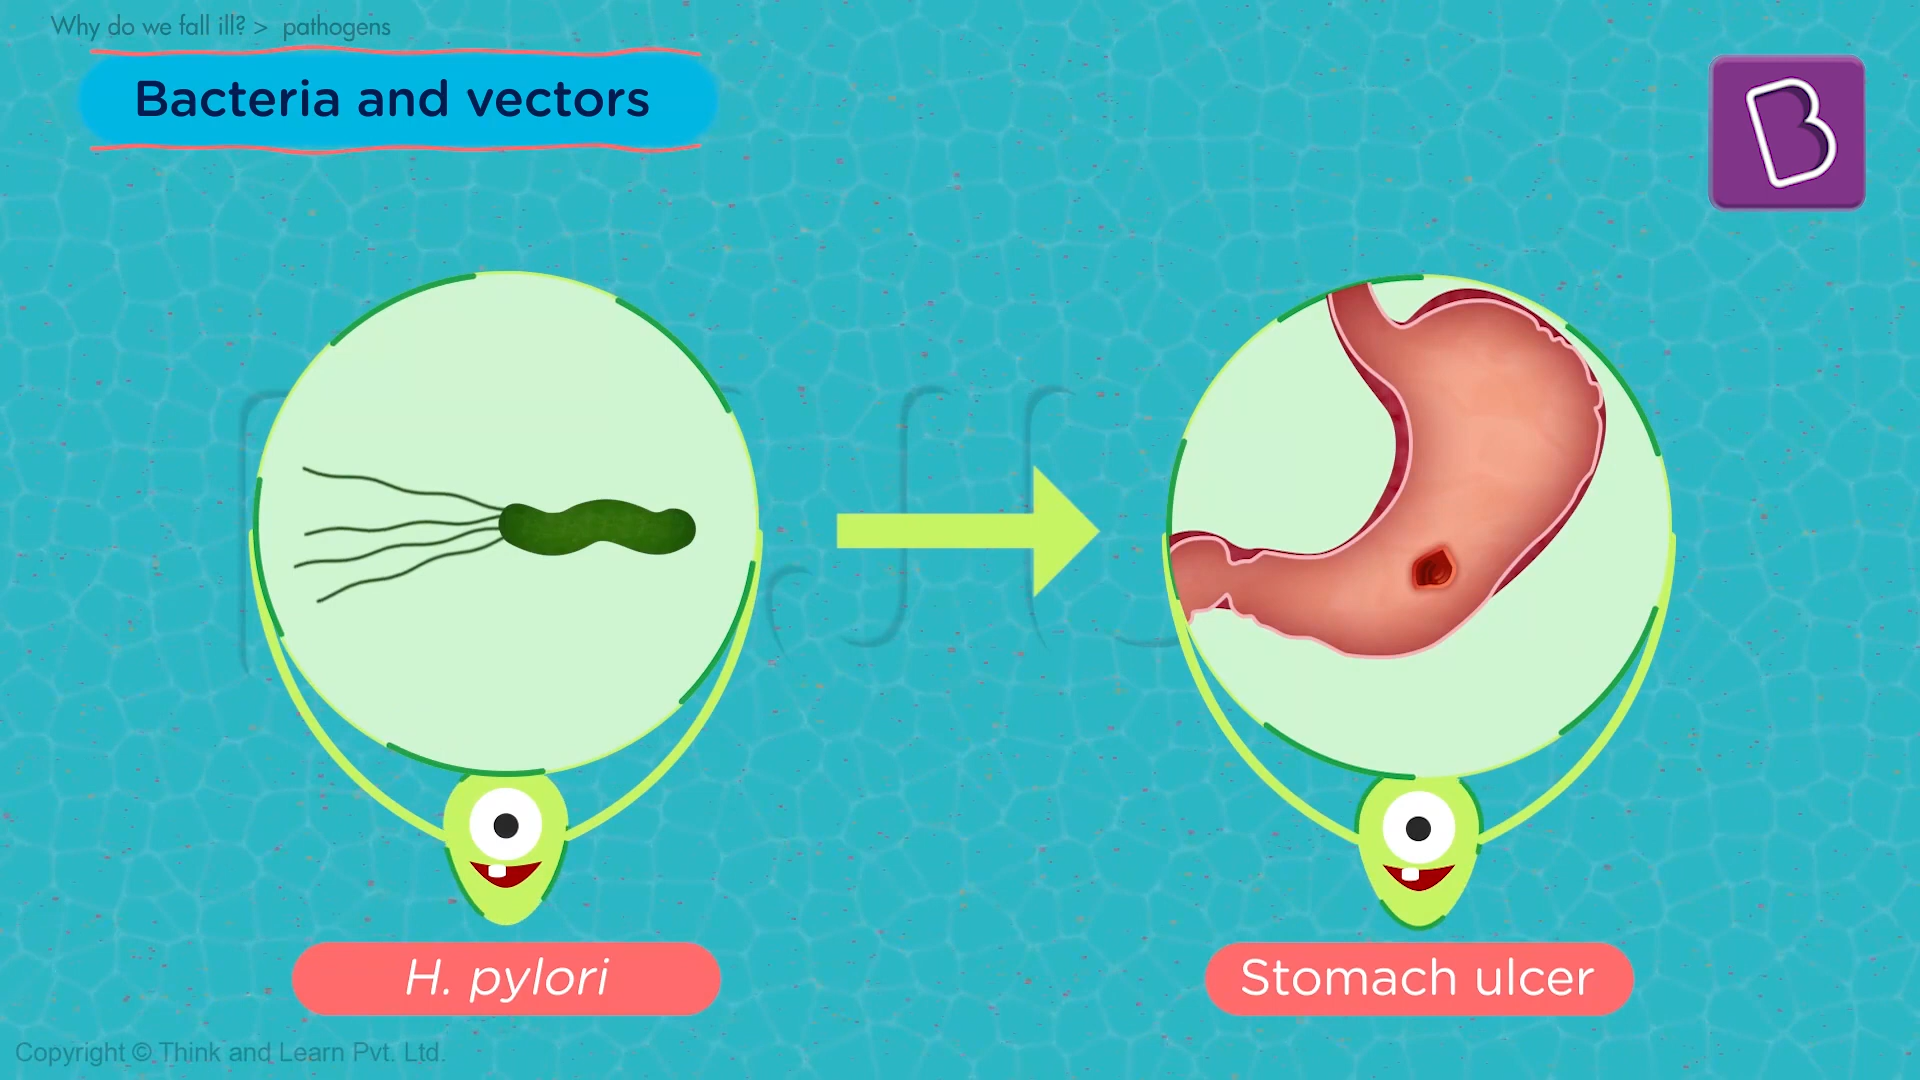 Why do we fall ill? > pathogens
Bacteria and vectors
B
H. pylori
Stomach ulcer
Copyright © Think and Learn Pvt. Ltd.